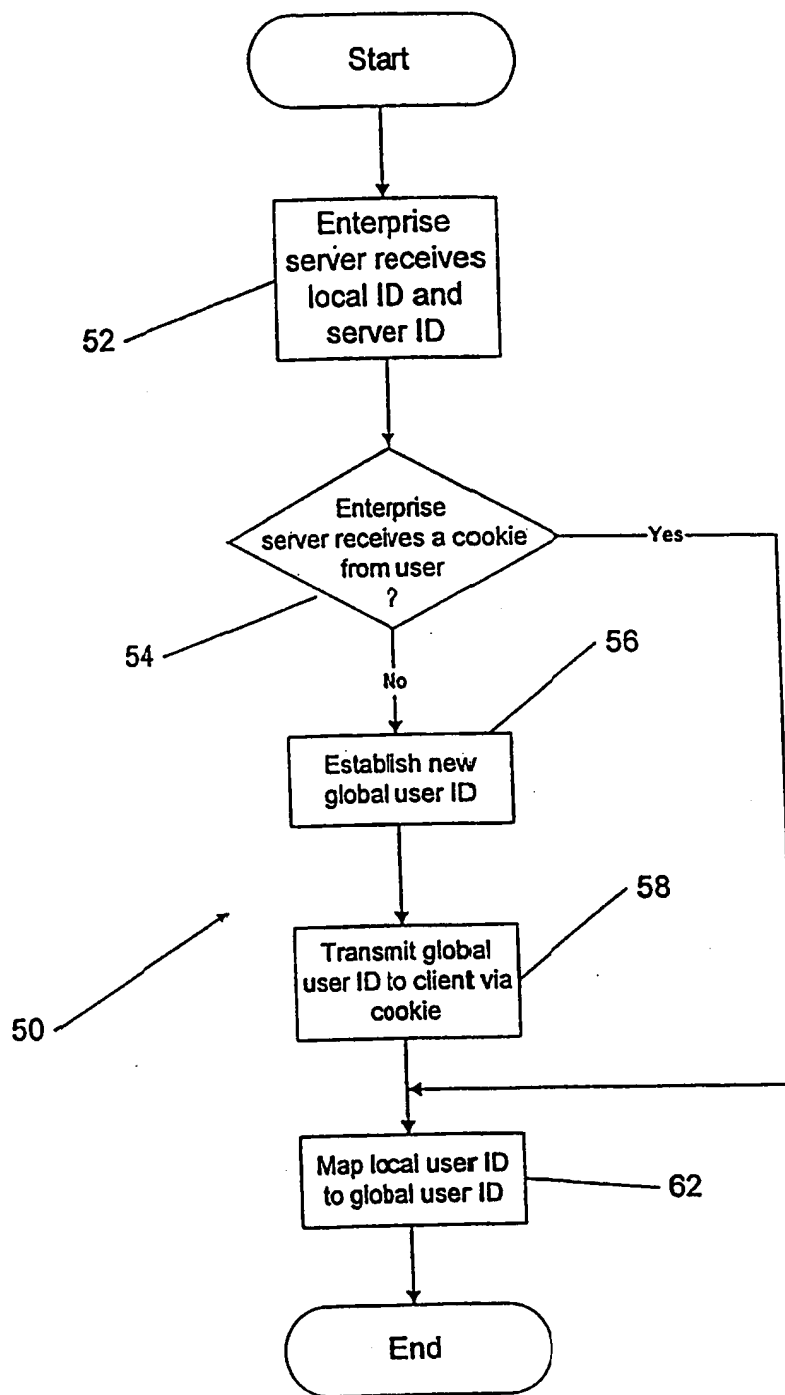 Start
Enterprise
server receives
local ID and
server ID
52
Enterprise
server receives a cookie
from user
?
Yes
54
No
56
Establish new
global user ID
58
Transmit global
user ID to client via
cookie
50
Map local user ID
to global user ID
62
End